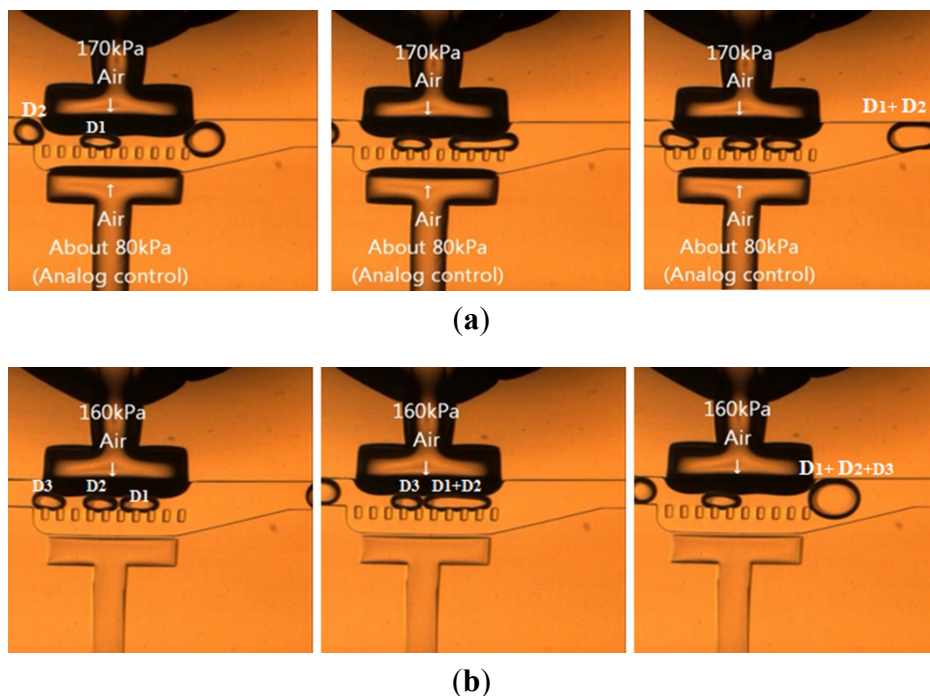 170kPa
Air
↓
D2
D1
↑
Air
About 80kPa
(Analog control)
170kPa
Air
↓
↑
Air
About 80kPa
(Analog control)
170kPa
Air
↓
D1+ D2
↑
Air
About 80kPa
(Analog control)
(a)
160kPa
Air
↓
D3
D2
D1
160kPa
Air
↓
D3
D1+D2
160kPa
Air
↓
D1+ D2+D3
(b)